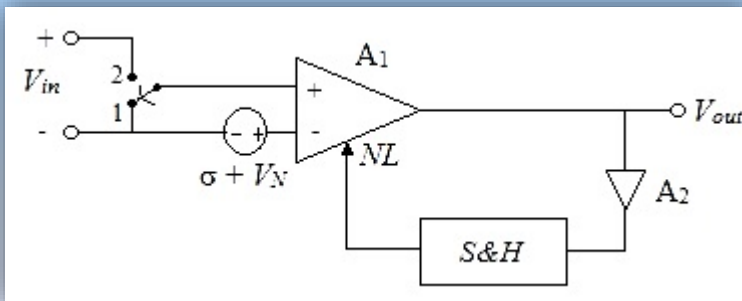 +
2
V_in
1
-
A₁
+
-
- +
σ + V_N
NL
V_out
A₂
S&H